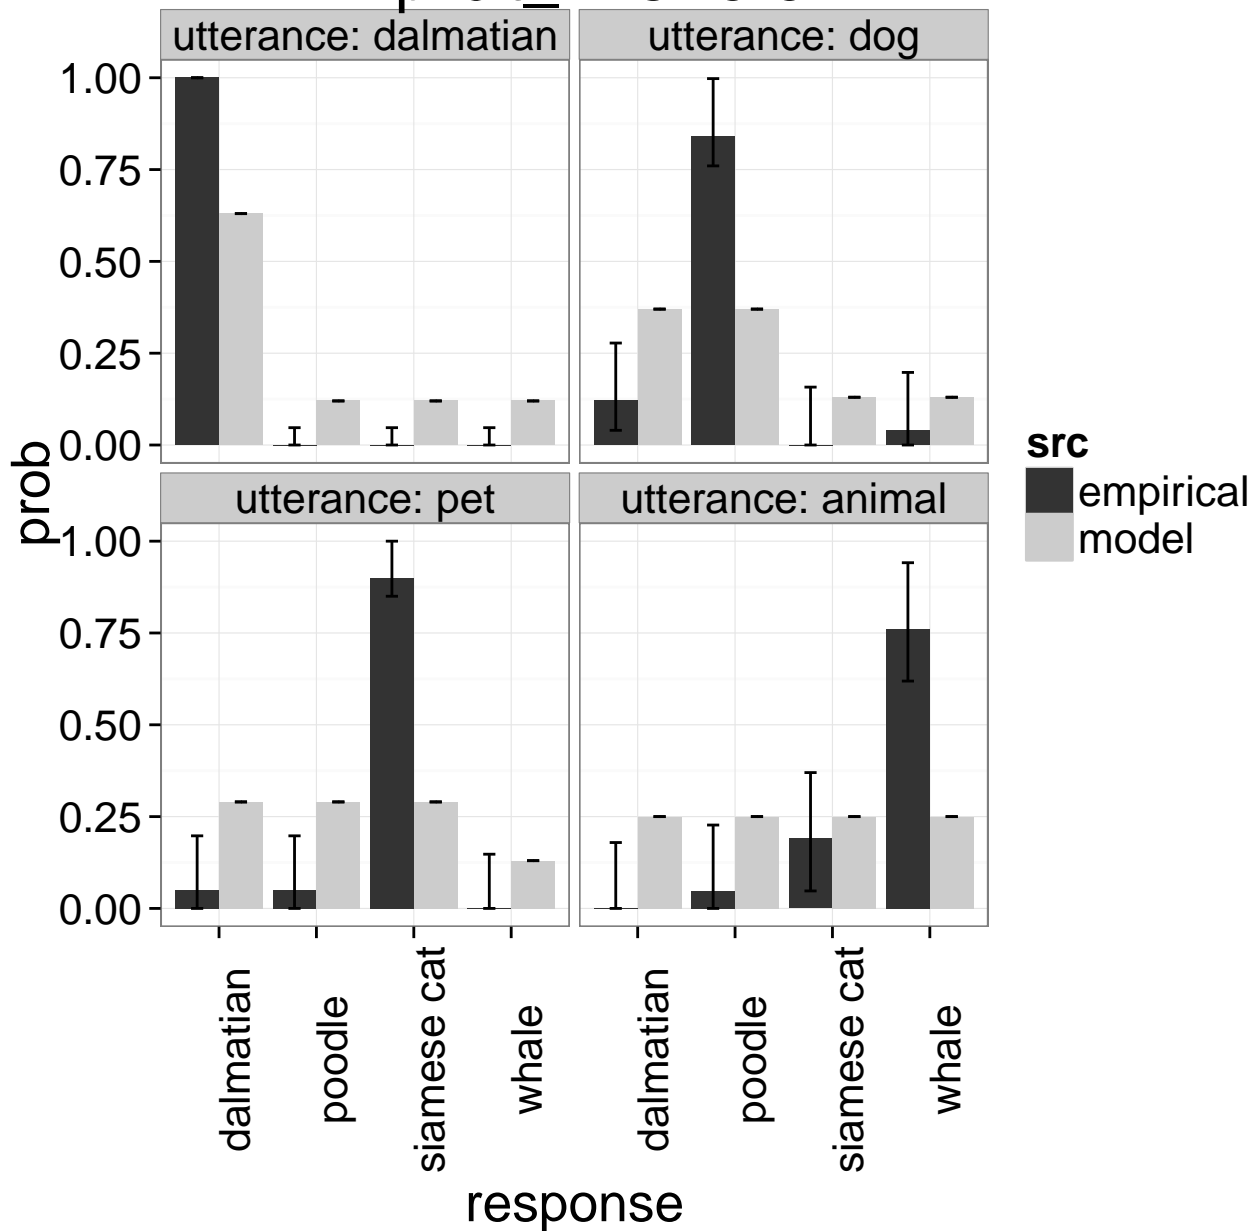 utterance: dalmatian
utterance: dog
1.00
0.75
0.50
0.25
0.00
prob
utterance: pet
utterance: animal
1.00
0.75
0.50
0.25
0.00
dalmatian
poodle
siamese cat
whale
dalmatian
poodle
siamese cat
whale
response
src
empirical
model